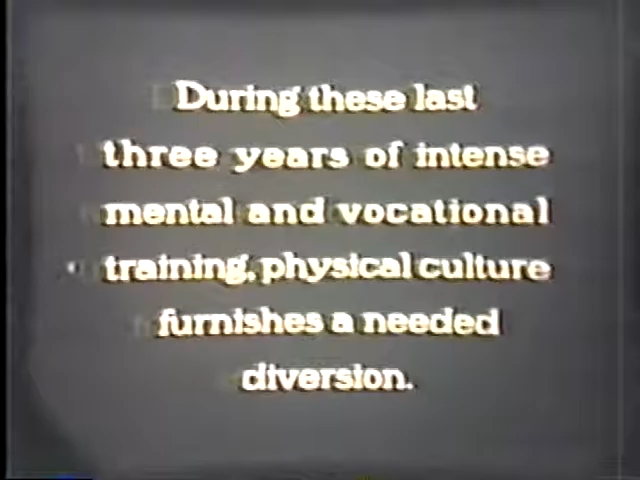 During these last
three years of intense
mental and vocational
training, physical culture
furnishes a needed
diversion.